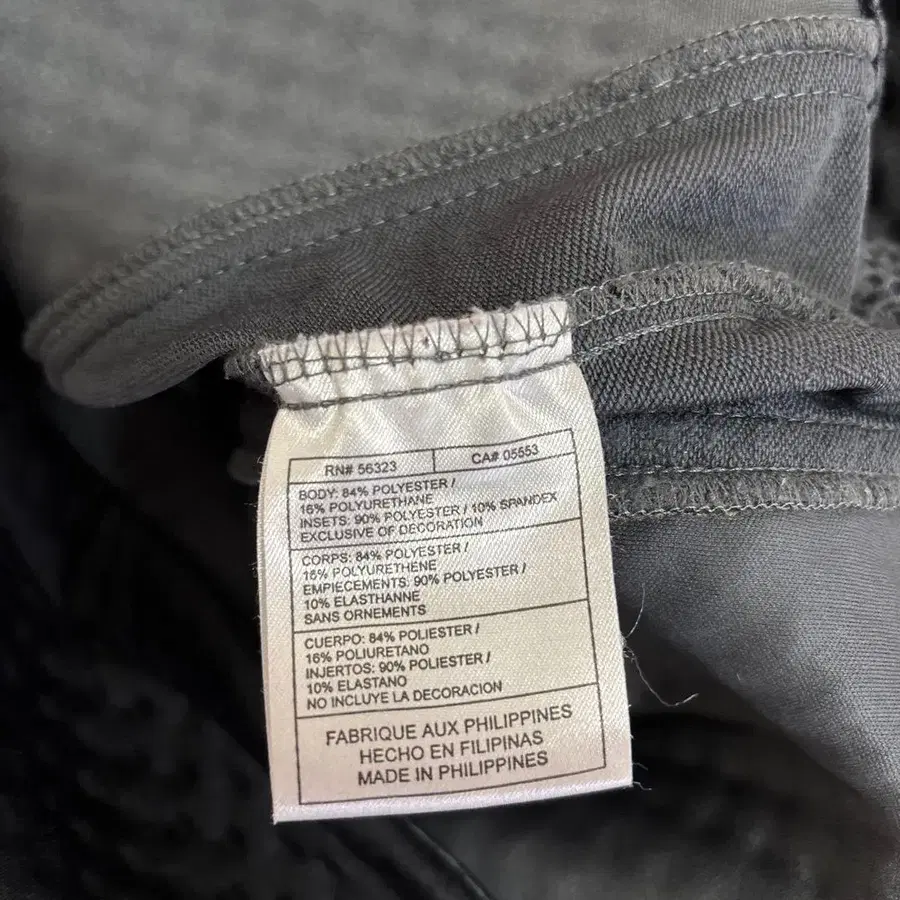 RN# 56323 CA# 05553
BODY: 84% POLYESTER /
16% POLYURETHANE
INSETS: 90% POLYESTER / 10% SPANDEX
EXCLUSIVE OF DECORATION
CORPS: 84% POLYESTER /
16% POLYURETHENE
EMPIECEMENTS: 90% POLYESTER /
10% ELASTHANNE
SANS ORNEMENTS
CUERPO: 84% POLIESTER /
16% POLIURETANO
INJERTOS: 90% POLIESTER /
10% ELASTANO
NO INCLUYE LA DECORACION
FABRIQUE AUX PHILIPPINES
HECHO EN FILIPINAS
MADE IN PHILIPPINES